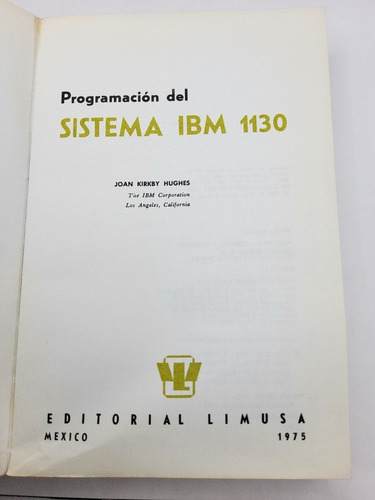 Programación del
SISTEMA IBM 1130
JOAN KIRKBY HUGHES
The IBM Corporation
Los Angeles, California
EDITORIAL LIMUSA
MEXICO 1975